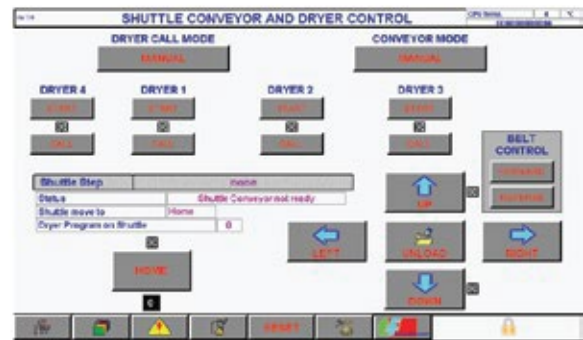 SHUTTLE CONVEYOR AND DRYER CONTROL
DRYER CALL MODE
CONVEYOR MODE
MANUAL
MANUAL
DRYER 4
DRYER 1
DRYER 2
DRYER 3
START
START
START
START
CALL
CALL
CALL
CALL
BELT
CONTROL
Shuttle Step
none
Status
Shuttle Conveyor not ready
Shuttle move to
Home
Dryer Program on Shuttle
0
UP
LEFT
UNLOAD
RIGHT
HOME
DOWN
RESET